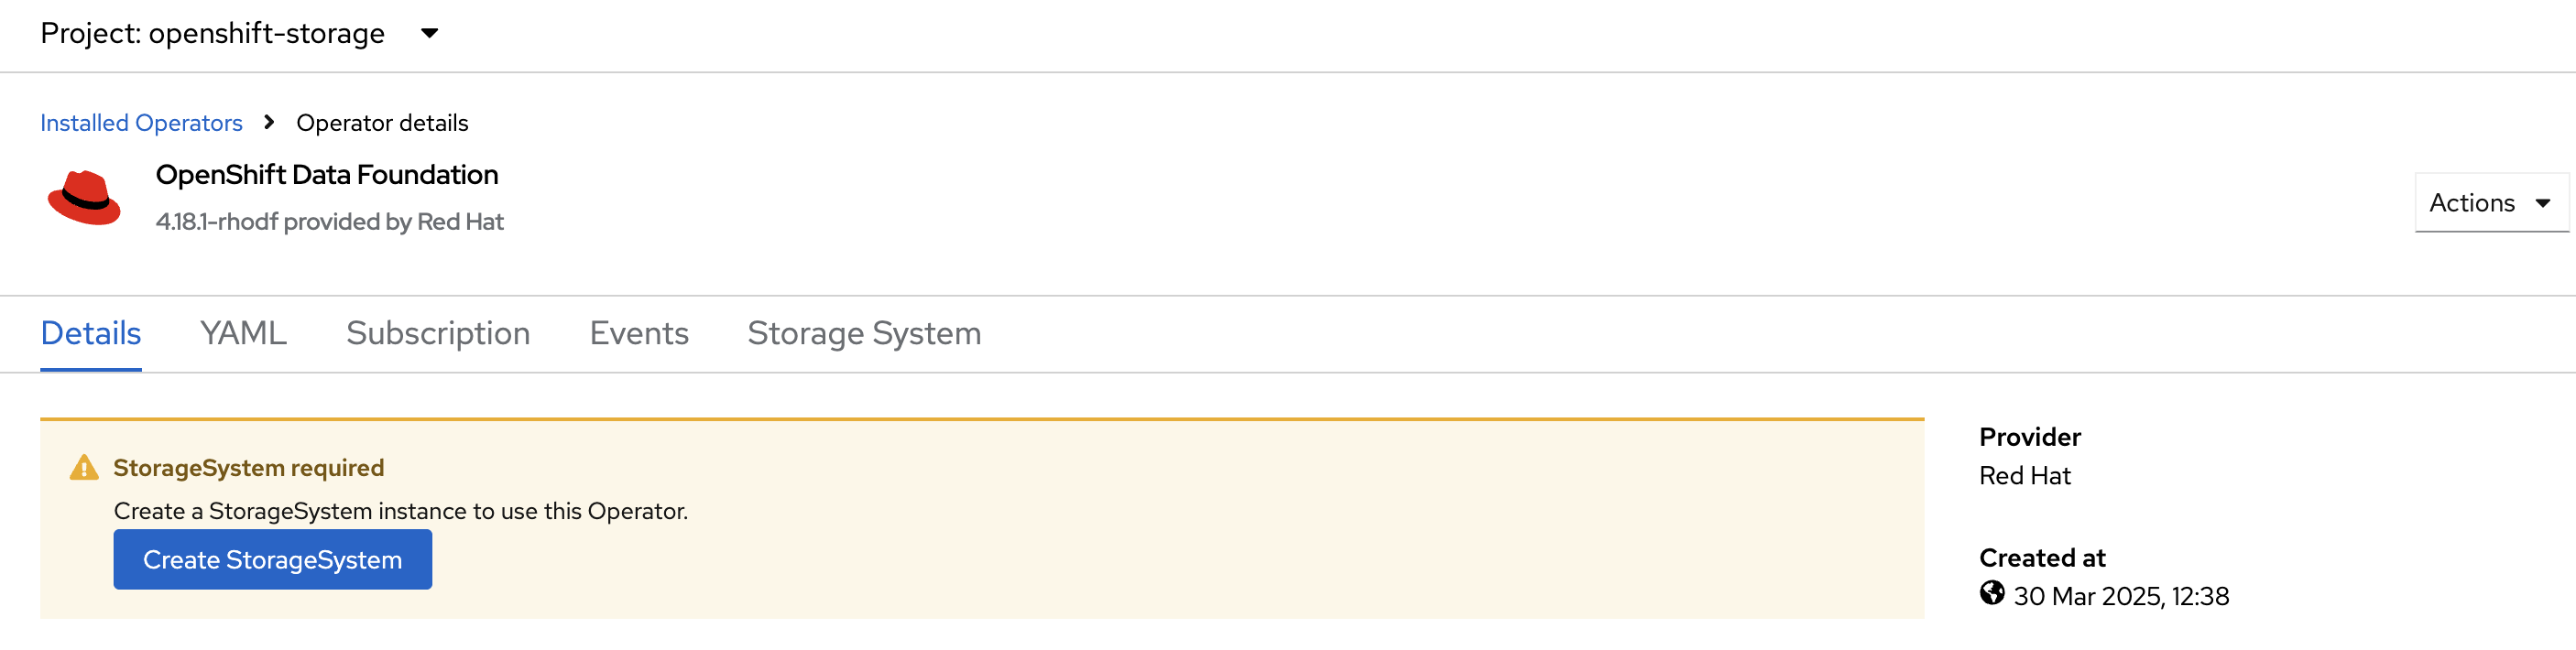 Project: openshift-storage
Installed Operators Operator details
OpenShift Data Foundation
4.18.1-rhodf provided by Red Hat
Actions
Details YAML Subscription Events Storage System
StorageSystem required
Create a StorageSystem instance to use this Operator.
Create StorageSystem
Provider
Red Hat
Created at
30 Mar 2025, 12:38